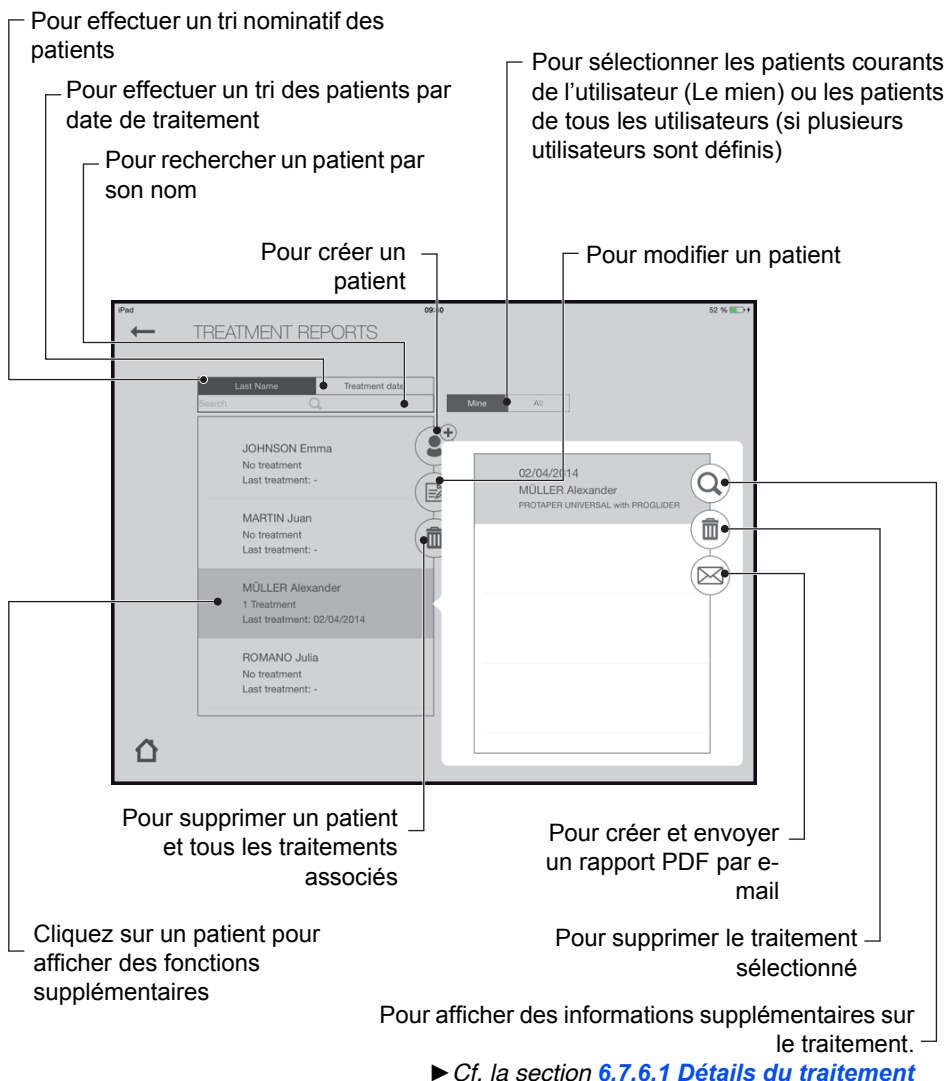 Pour effectuer un tri nominatif des
patients
Pour effectuer un tri des patients par
date de traitement
Pour rechercher un patient par
son nom
Pour créer un
patient
Pour sélectionner les patients courants
de l'utilisateur (Le mien) ou les patients
de tous les utilisateurs (si plusieurs
utilisateurs sont définis)
Pour modifier un patient
iPad
09:40
52 %
TREATMENT REPORTS
Last Name
Treatment date
Search
Mine
All
JOHNSON Emma
No treatment
Last treatment: -
MARTIN Juan
No treatment
Last treatment: -
MÜLLER Alexander
1 Treatment
Last treatment: 02/04/2014
ROMANO Julia
No treatment
Last treatment: -
02/04/2014
MÜLLER Alexander
PROTAPER UNIVERSAL with PROGLIDER
Pour supprimer un patient
et tous les traitements
associés
Cliquez sur un patient pour
afficher des fonctions
supplémentaires
Pour créer et envoyer
un rapport PDF par e-
mail
Pour supprimer le traitement
sélectionné
Pour afficher des informations supplémentaires sur
le traitement.
►Cf. la section 6.7.6.1 Détails du traitement